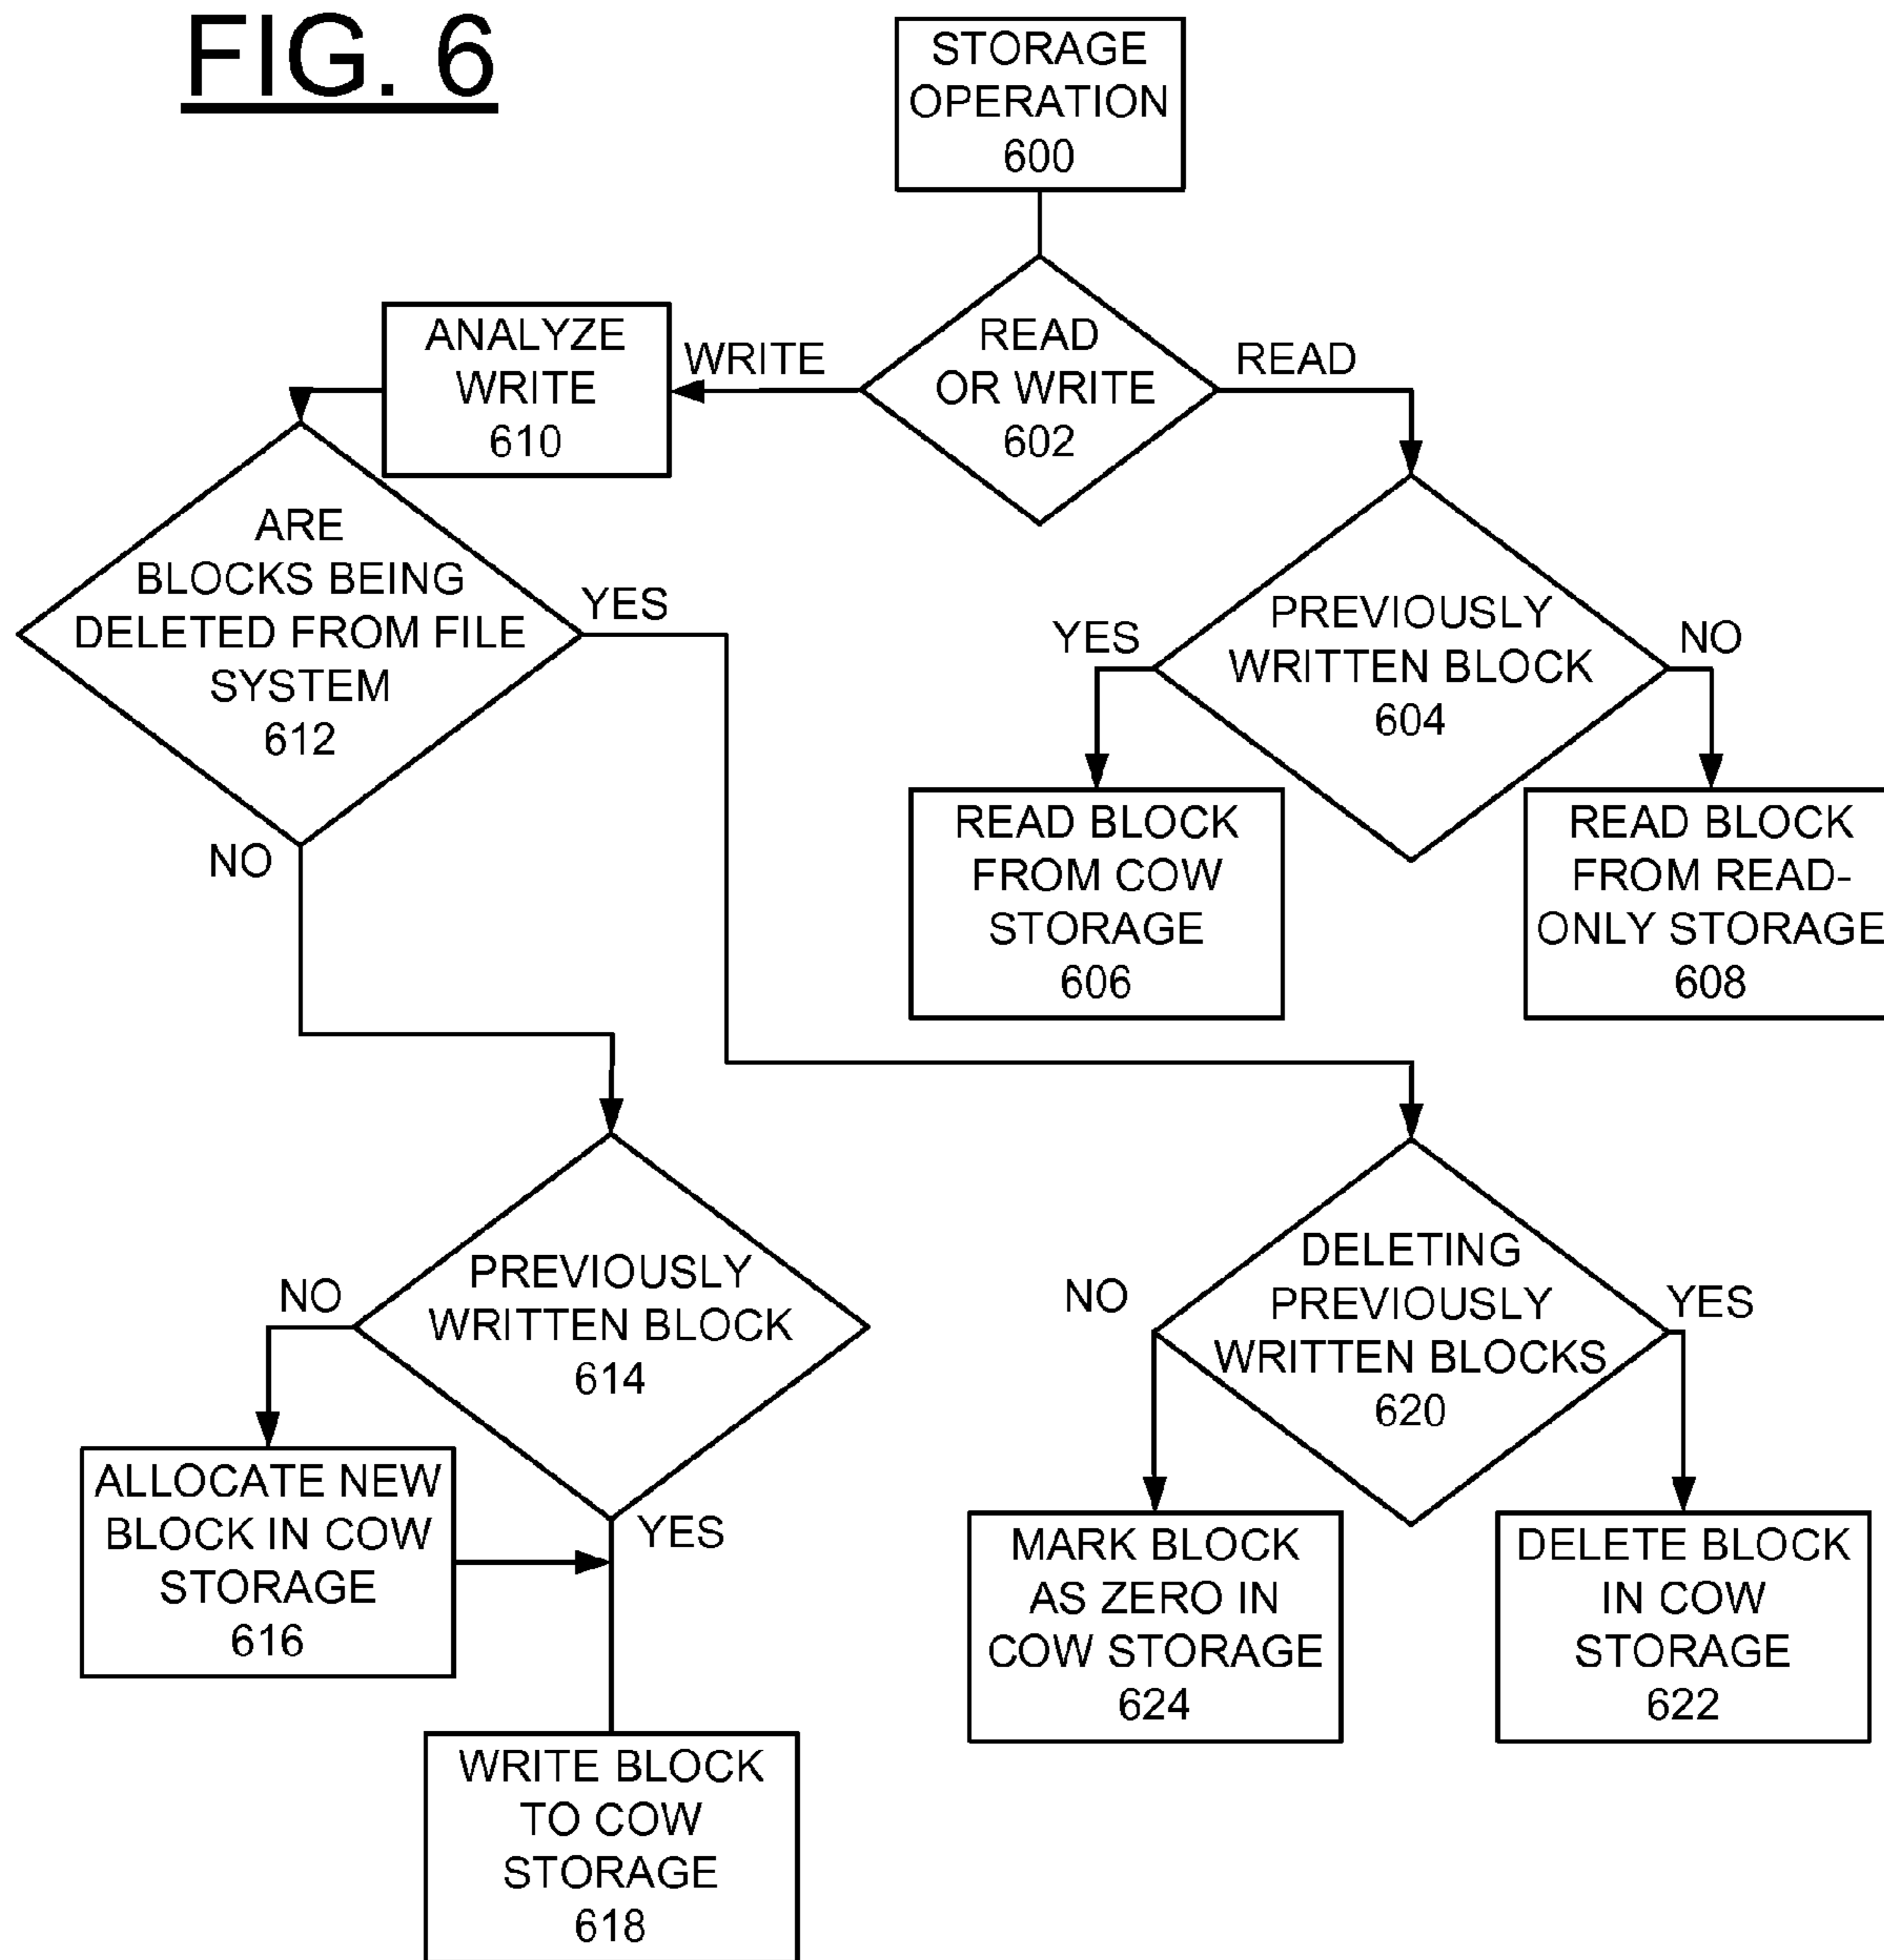 FIG. 6
STORAGE
OPERATION
600
READ
OR WRITE
602
WRITE
READ
ANALYZE
WRITE
610
ARE
BLOCKS BEING
DELETED FROM FILE
SYSTEM
612
YES
NO
PREVIOUSLY
WRITTEN BLOCK
604
YES
NO
READ BLOCK
FROM COW
STORAGE
606
READ BLOCK
FROM READ-
ONLY STORAGE
608
PREVIOUSLY
WRITTEN BLOCK
614
NO
YES
ALLOCATE NEW
BLOCK IN COW
STORAGE
616
WRITE BLOCK
TO COW
STORAGE
618
DELETING
PREVIOUSLY
WRITTEN BLOCKS
620
NO
YES
MARK BLOCK
AS ZERO IN
COW STORAGE
624
DELETE BLOCK
IN COW
STORAGE
622